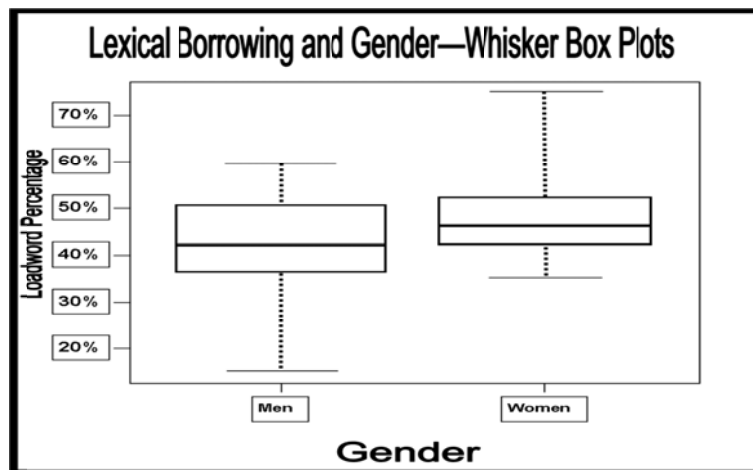 Lexical Borrowing and Gender—Whisker Box Plots
Loadword Percentage
70%
60%
50%
40%
30%
20%
Men
Women
Gender